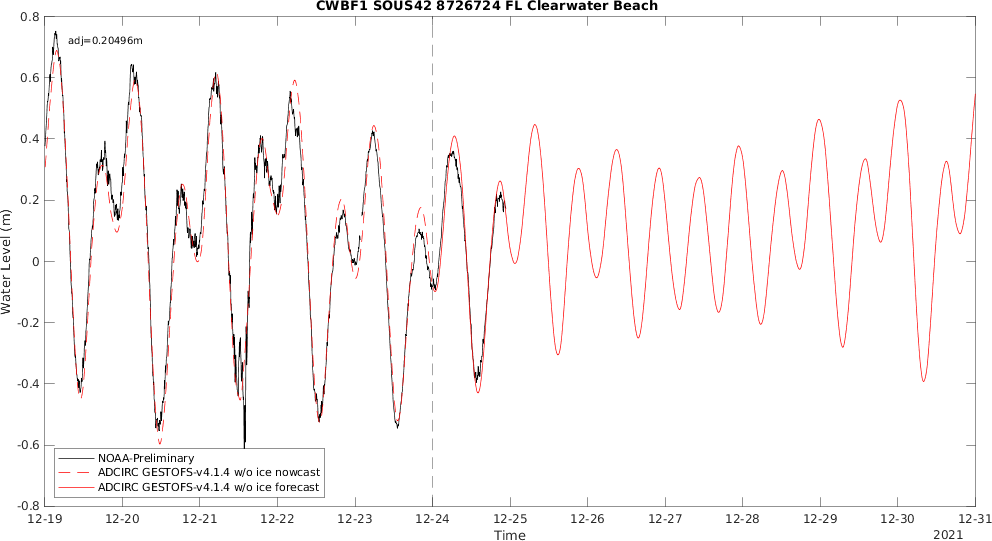 CWBF1 SOUS42 8726724 FL Clearwater Beach
adj=0.20496m
Water Level (m)
0.8
0.6
0.4
0.2
0
-0.2
-0.4
-0.6
-0.8
NOAA-Preliminary
ADCIRC GESTOFS-v4.1.4 w/o ice nowcast
ADCIRC GESTOFS-v4.1.4 w/o ice forecast
12-19 12-20 12-21 12-22 12-23 12-24 12-25 12-26 12-27 12-28 12-29 12-30 12-31
Time
2021